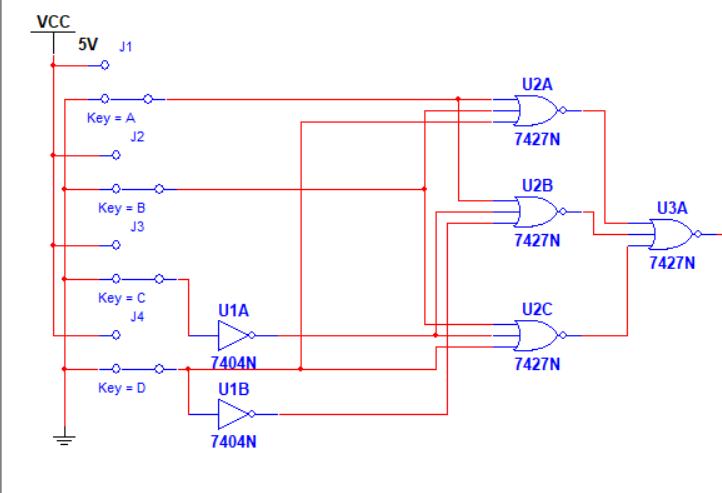 VCC
5V
J1
Key = A
J2
Key = B
J3
Key = C
J4
Key = D
U1A
7404N
U1B
7404N
U2A
7427N
U2B
7427N
U2C
7427N
U3A
7427N